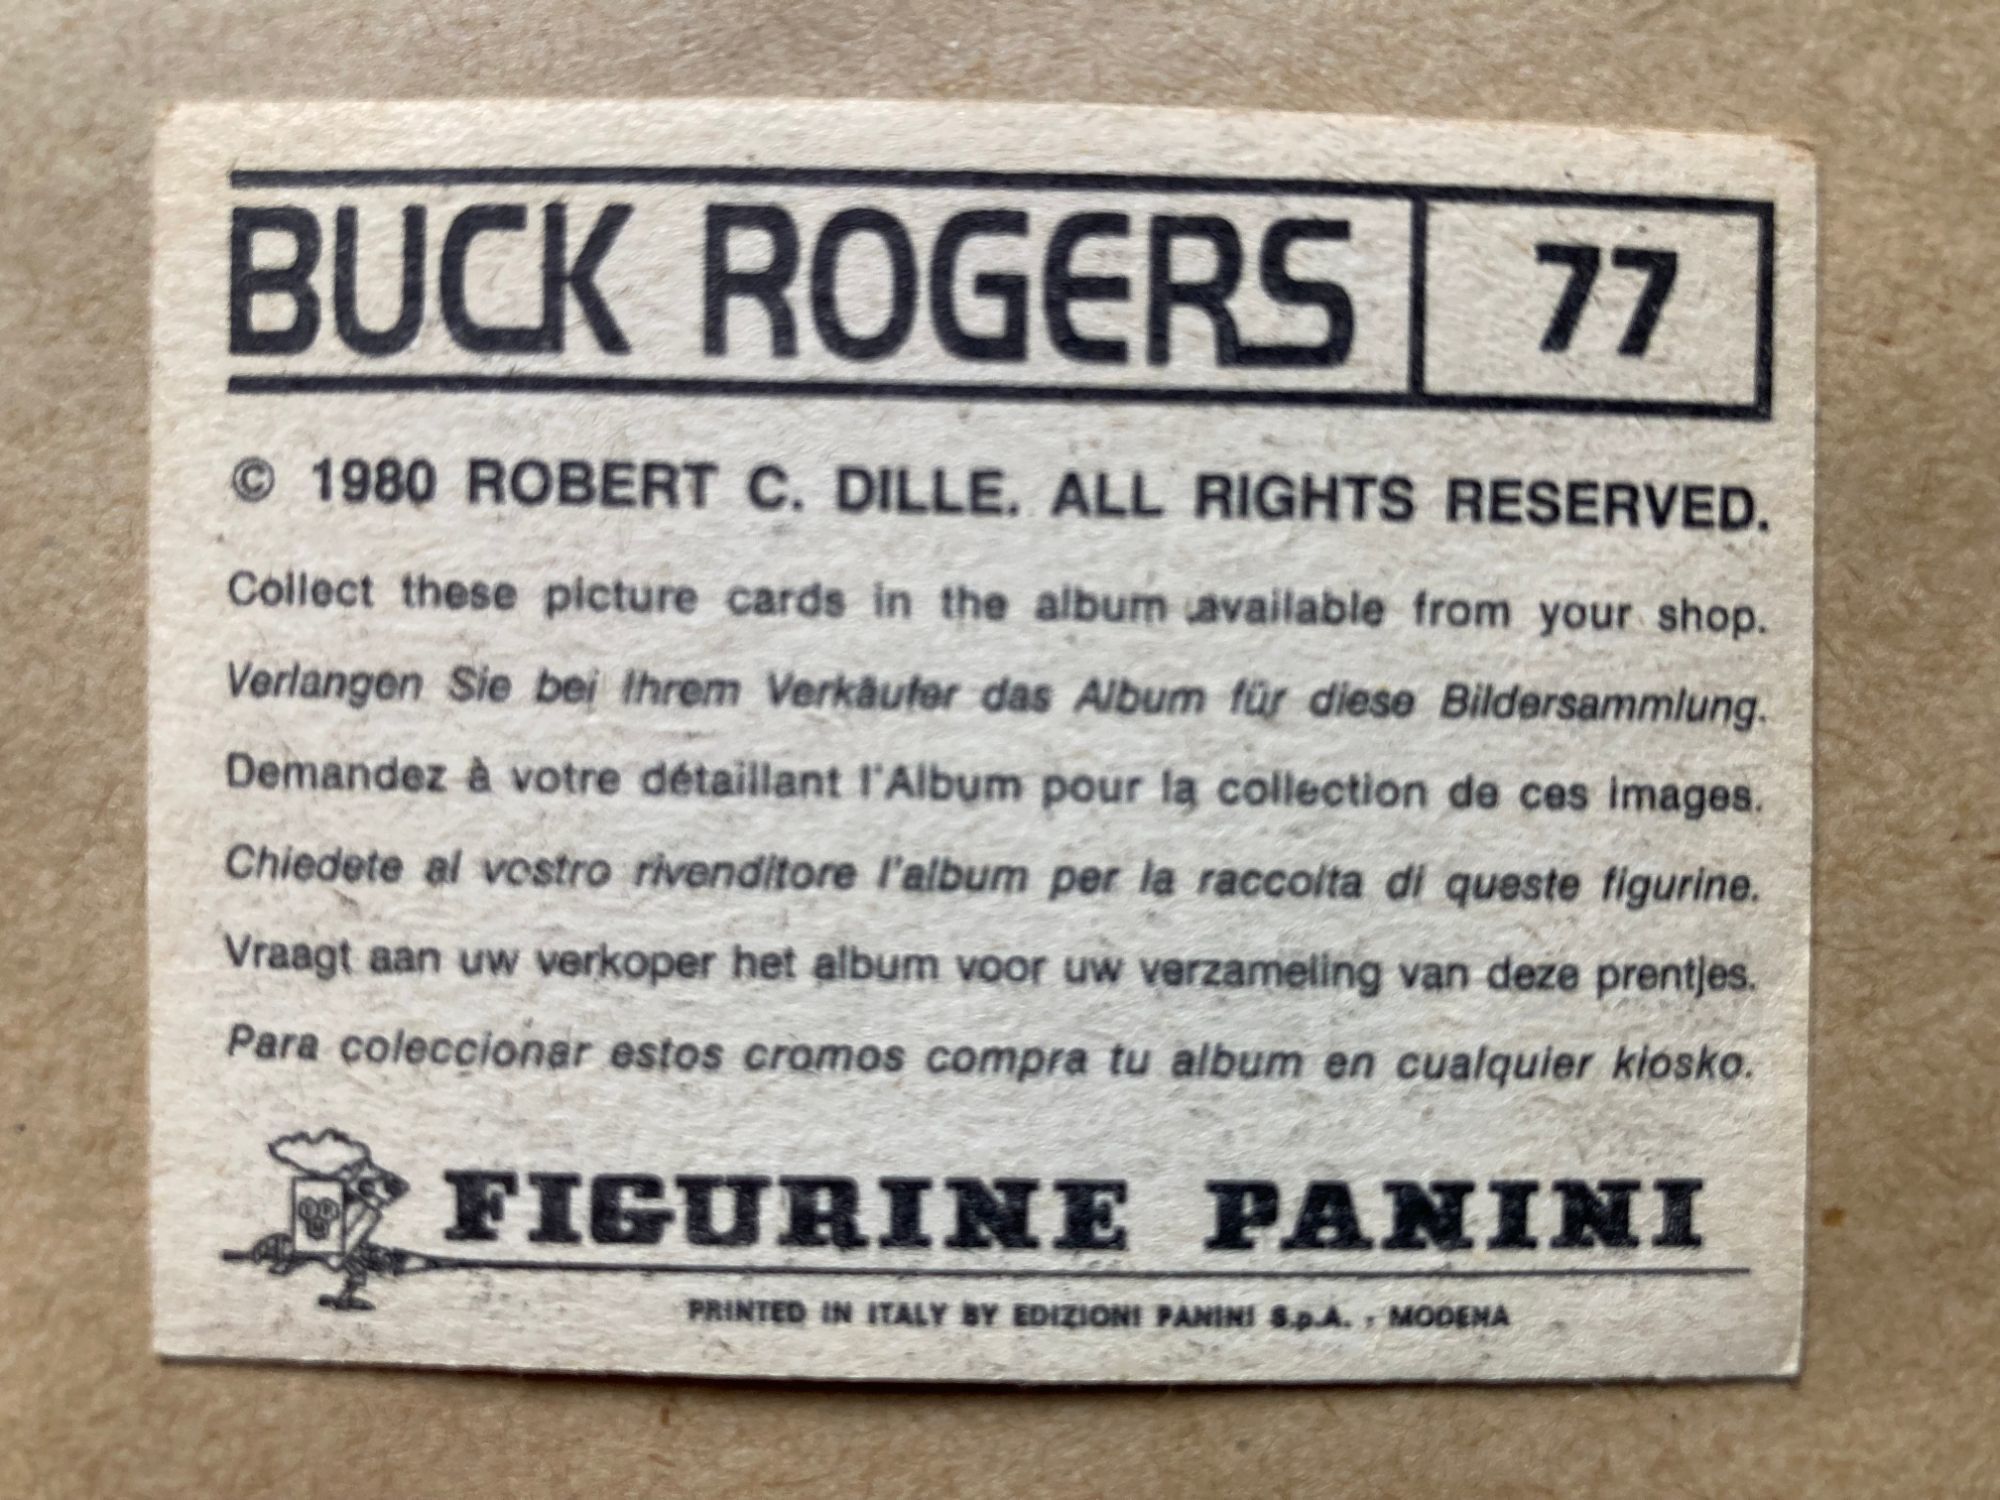 BUCK ROGERS 77
© 1980 ROBERT C. DILLE. ALL RIGHTS RESERVED.
Collect these picture cards in the album available from your shop.
Verlangen Sie bei Ihrem Verkäufer das Album für diese Bildersammlung.
Demandez à votre détaillant l'Album pour la collection de ces images.
Chiedete al vostro rivenditore l'album per la raccolta di queste figurine.
Vraagt aan uw verkoper het album voor uw verzameling van deze prentjes.
Para coleccionar estos cromos compra tu album en cualquier kiosko.
FIGURINE PANINI
PRINTED IN ITALY BY EDIZIONI PANINI S.p.A. - MODENA